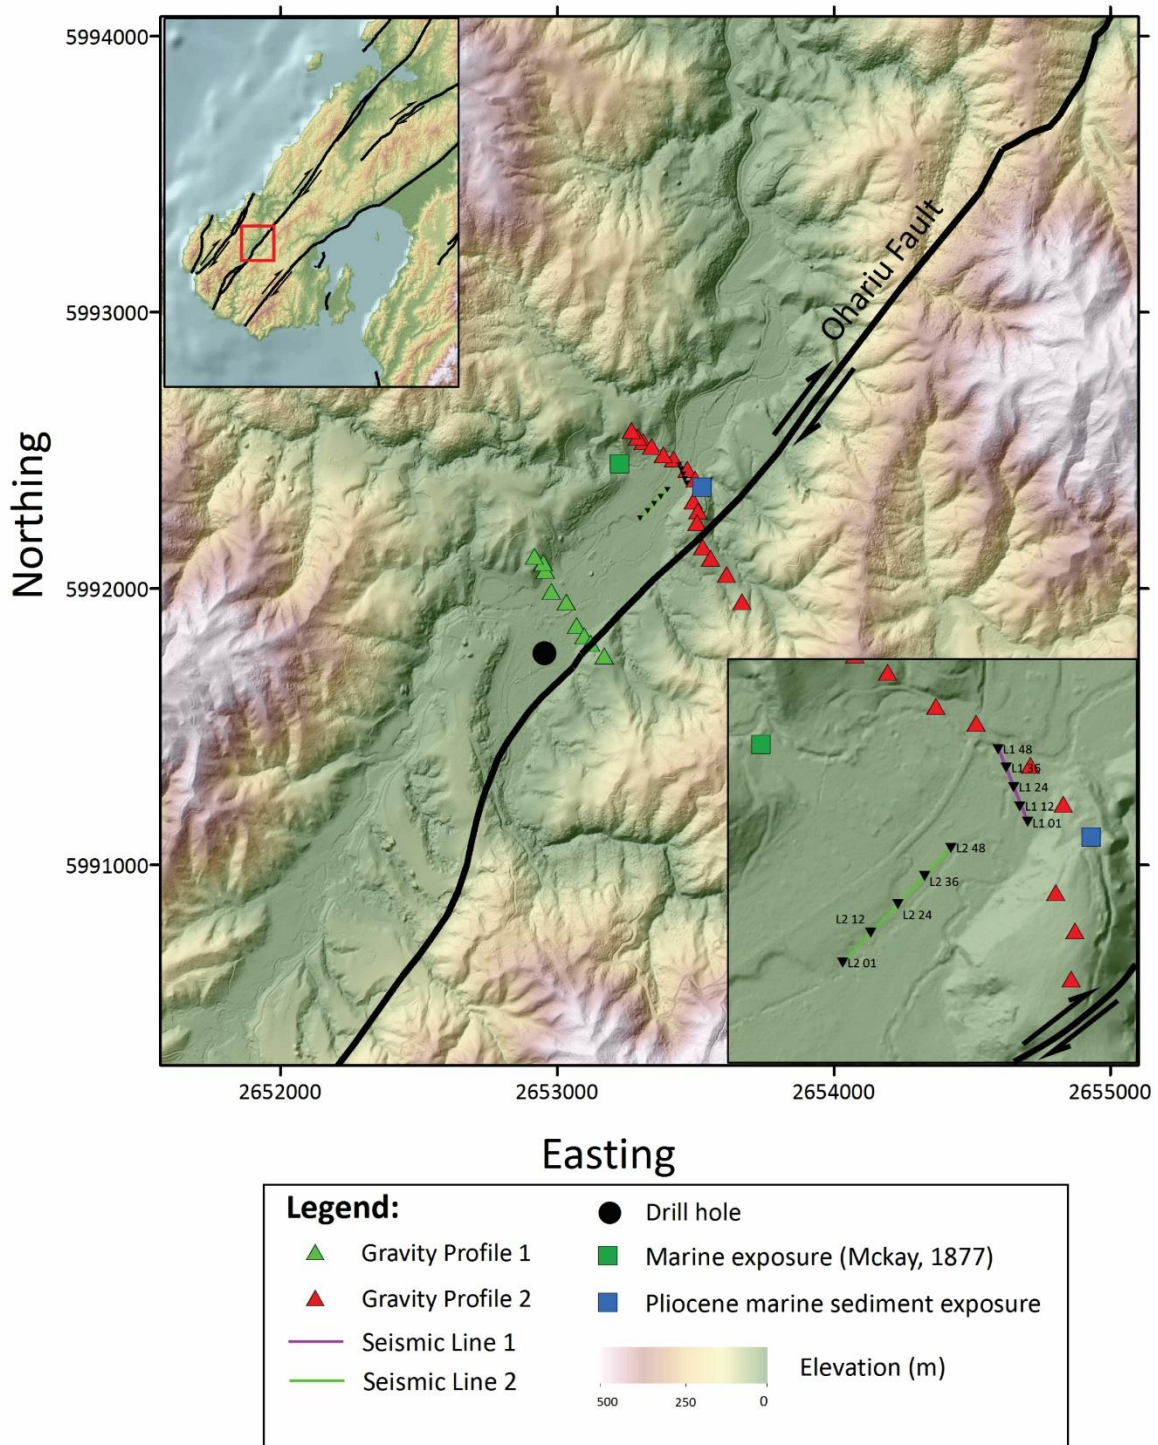 5994000
5993000
5992000
5991000
Northing
Ohariu Fault
L1 48
L1 36
L1 24
L1 12
L1 01
L2 48
L2 36
L2 24
L2 12
L2 01
2652000 2653000 2654000 2655000
Easting
Legend:
Gravity Profile 1
Gravity Profile 2
Seismic Line 1
Seismic Line 2
Drill hole
Marine exposure (Mckay, 1877)
Pliocene marine sediment exposure
Elevation (m)
500 250 0